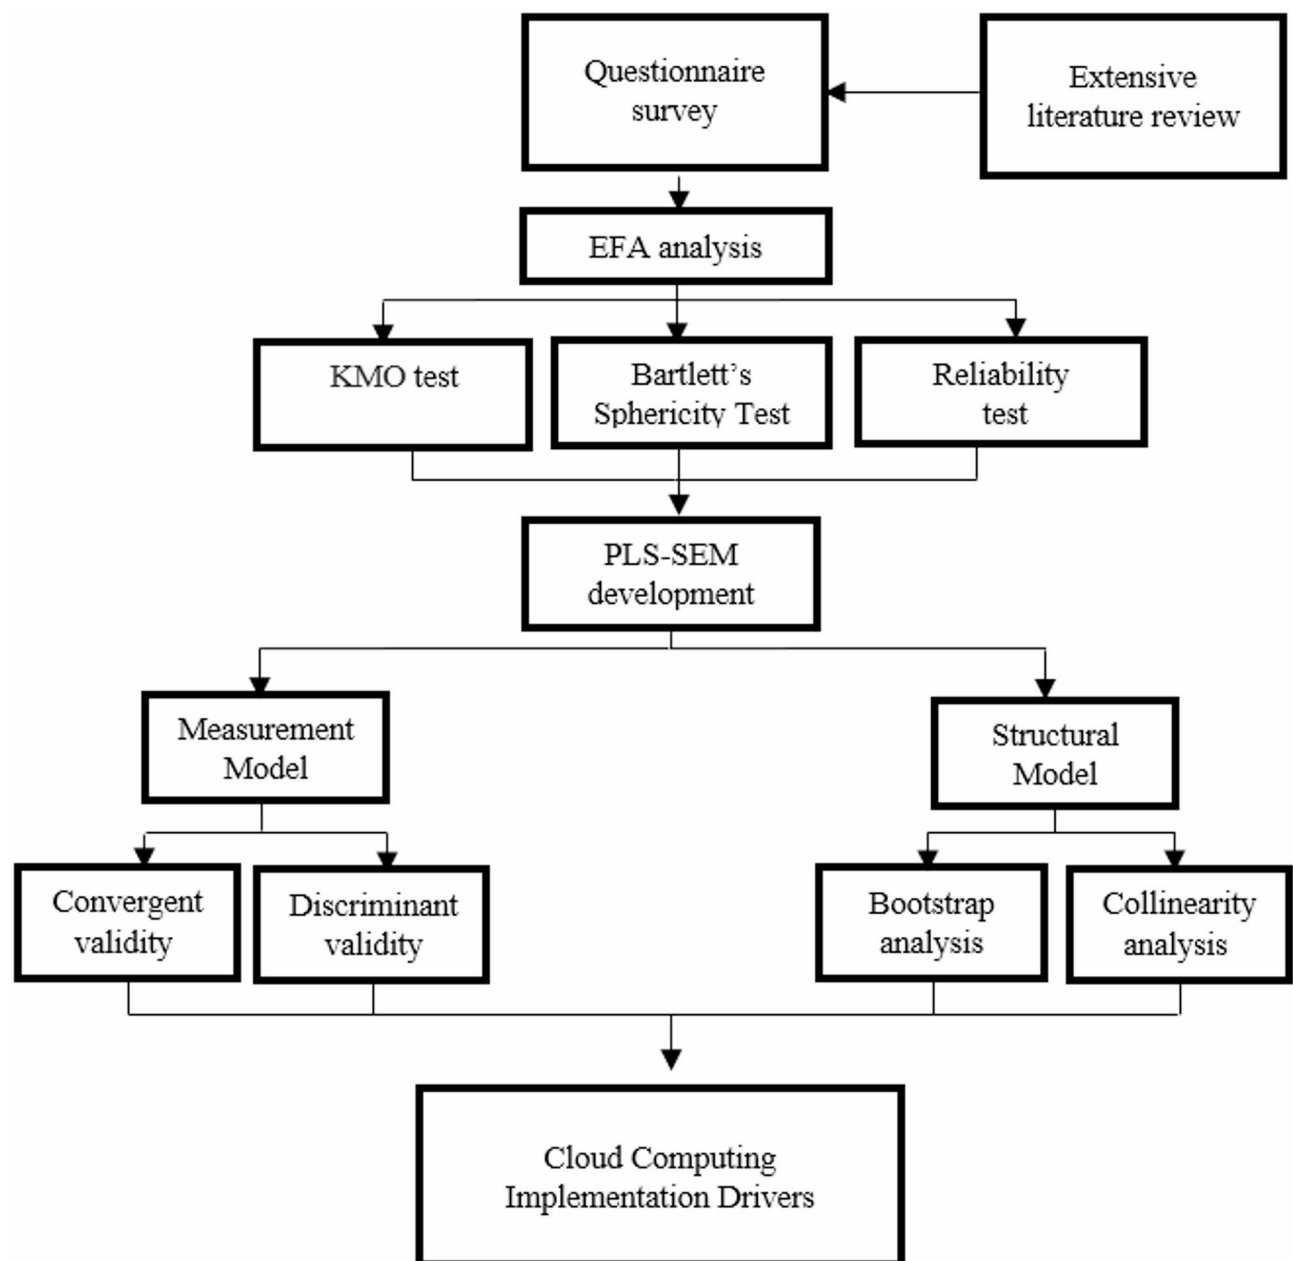 Questionnaire
survey
Extensive
literature review
EFA analysis
KMO test
Bartlett’s
Sphericity Test
Reliability
test
PLS-SEM
development
Measurement
Model
Structural
Model
Convergent
validity
Discriminant
validity
Bootstrap
analysis
Collinearity
analysis
Cloud Computing
Implementation Drivers